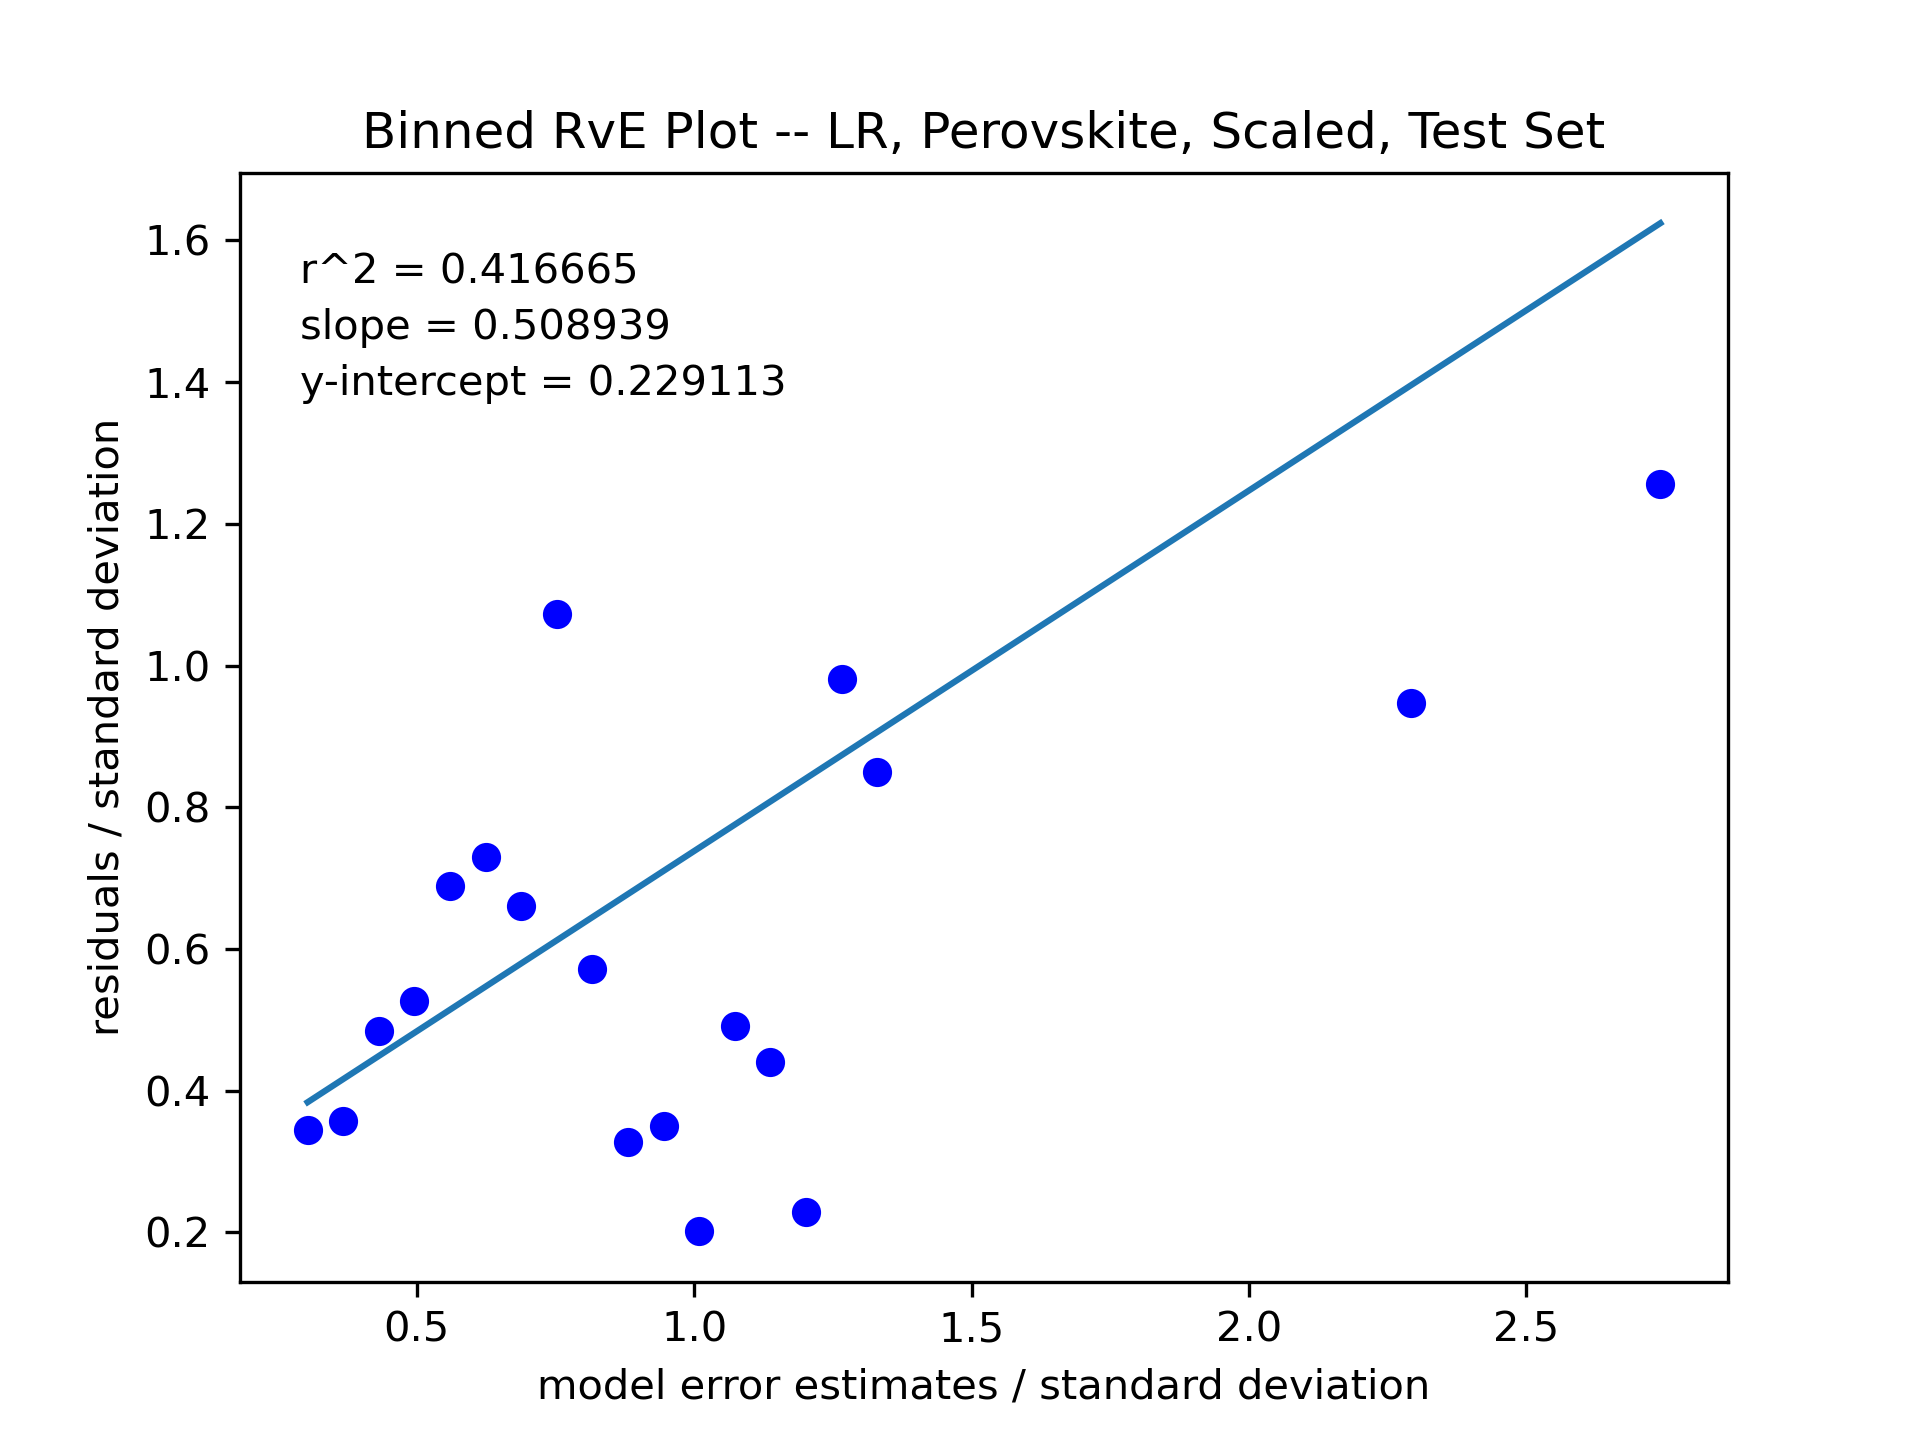 Binned RvE Plot -- LR, Perovskite, Scaled, Test Set
r^2 = 0.416665
slope = 0.508939
y-intercept = 0.229113
residuals / standard deviation
1.6
1.4
1.2
1.0
0.8
0.6
0.4
0.2
0.5 1.0 1.5 2.0 2.5
model error estimates / standard deviation